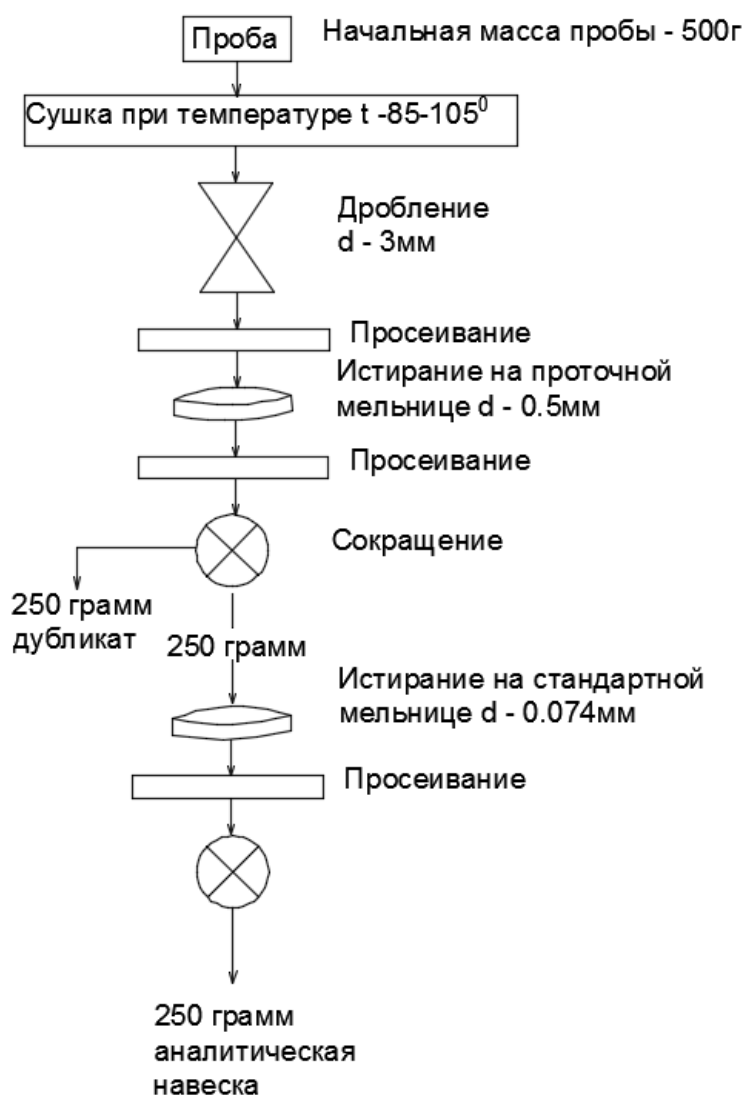 Проба
Начальная масса пробы - 500г
Сушка при температуре t -85-105⁰
Дробление
d - 3мм
Просеивание
Истирание на проточной
мельнице d - 0.5мм
Просеивание
Сокращение
250 грамм
дубликат
250 грамм
Истирание на стандартной
мельнице d - 0.074мм
Просеивание
250 грамм
аналитическая
навеска